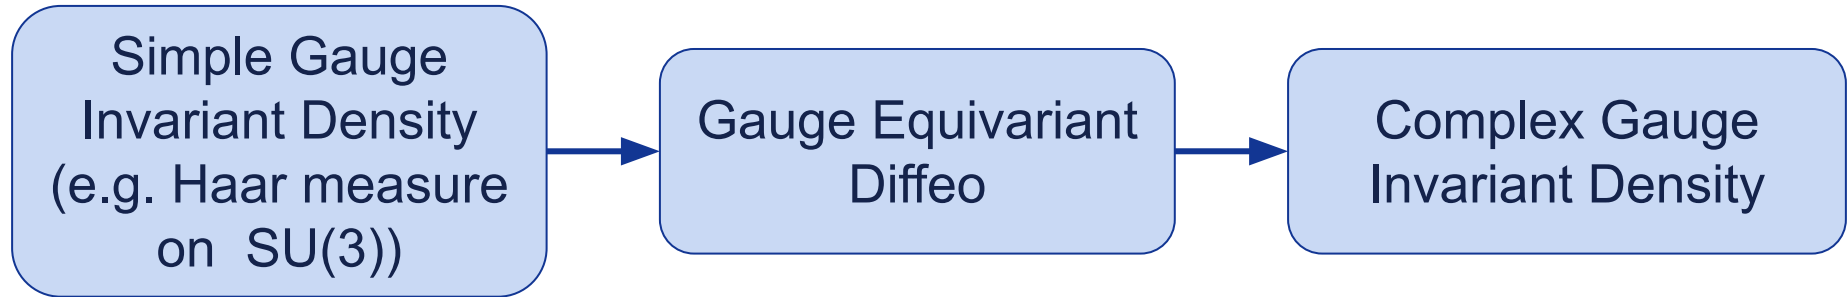 Simple Gauge
Invariant Density
(e.g. Haar measure
on SU(3))
Gauge Equivariant
Diffeo
Complex Gauge
Invariant Density